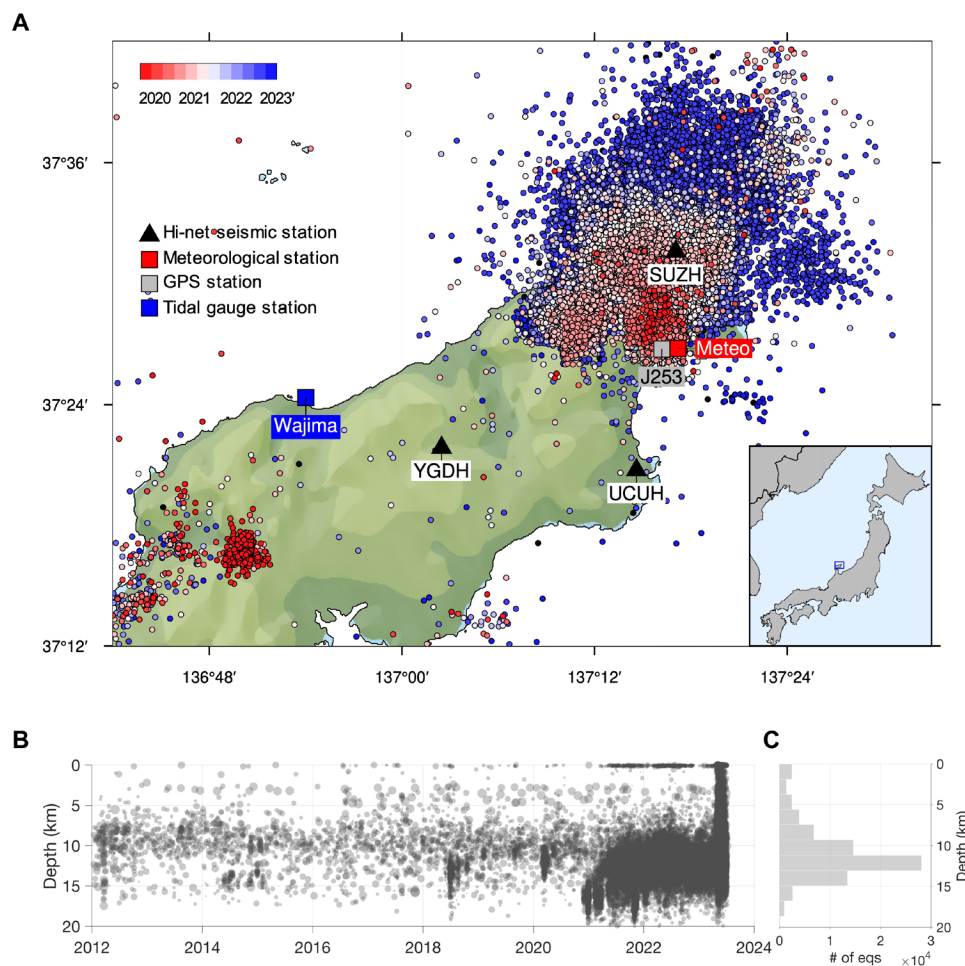 A
2020 2021 2022 2023′
37°36′
Hi-net seismic station
Meteorological station
GPS station
Tidal gauge station
SUZH
Meteo
J253
37°24′
Wajima
YGDH
UCUH
37°12′
136°48′ 137°00′ 137°12′ 137°24′
B
C
0
5
10
15
20
Depth (km)
2012 2014 2016 2018 2020 2022 2024
0
5
10
15
20
Depth (km)
0 1 2 3
# of eqs ×10⁴